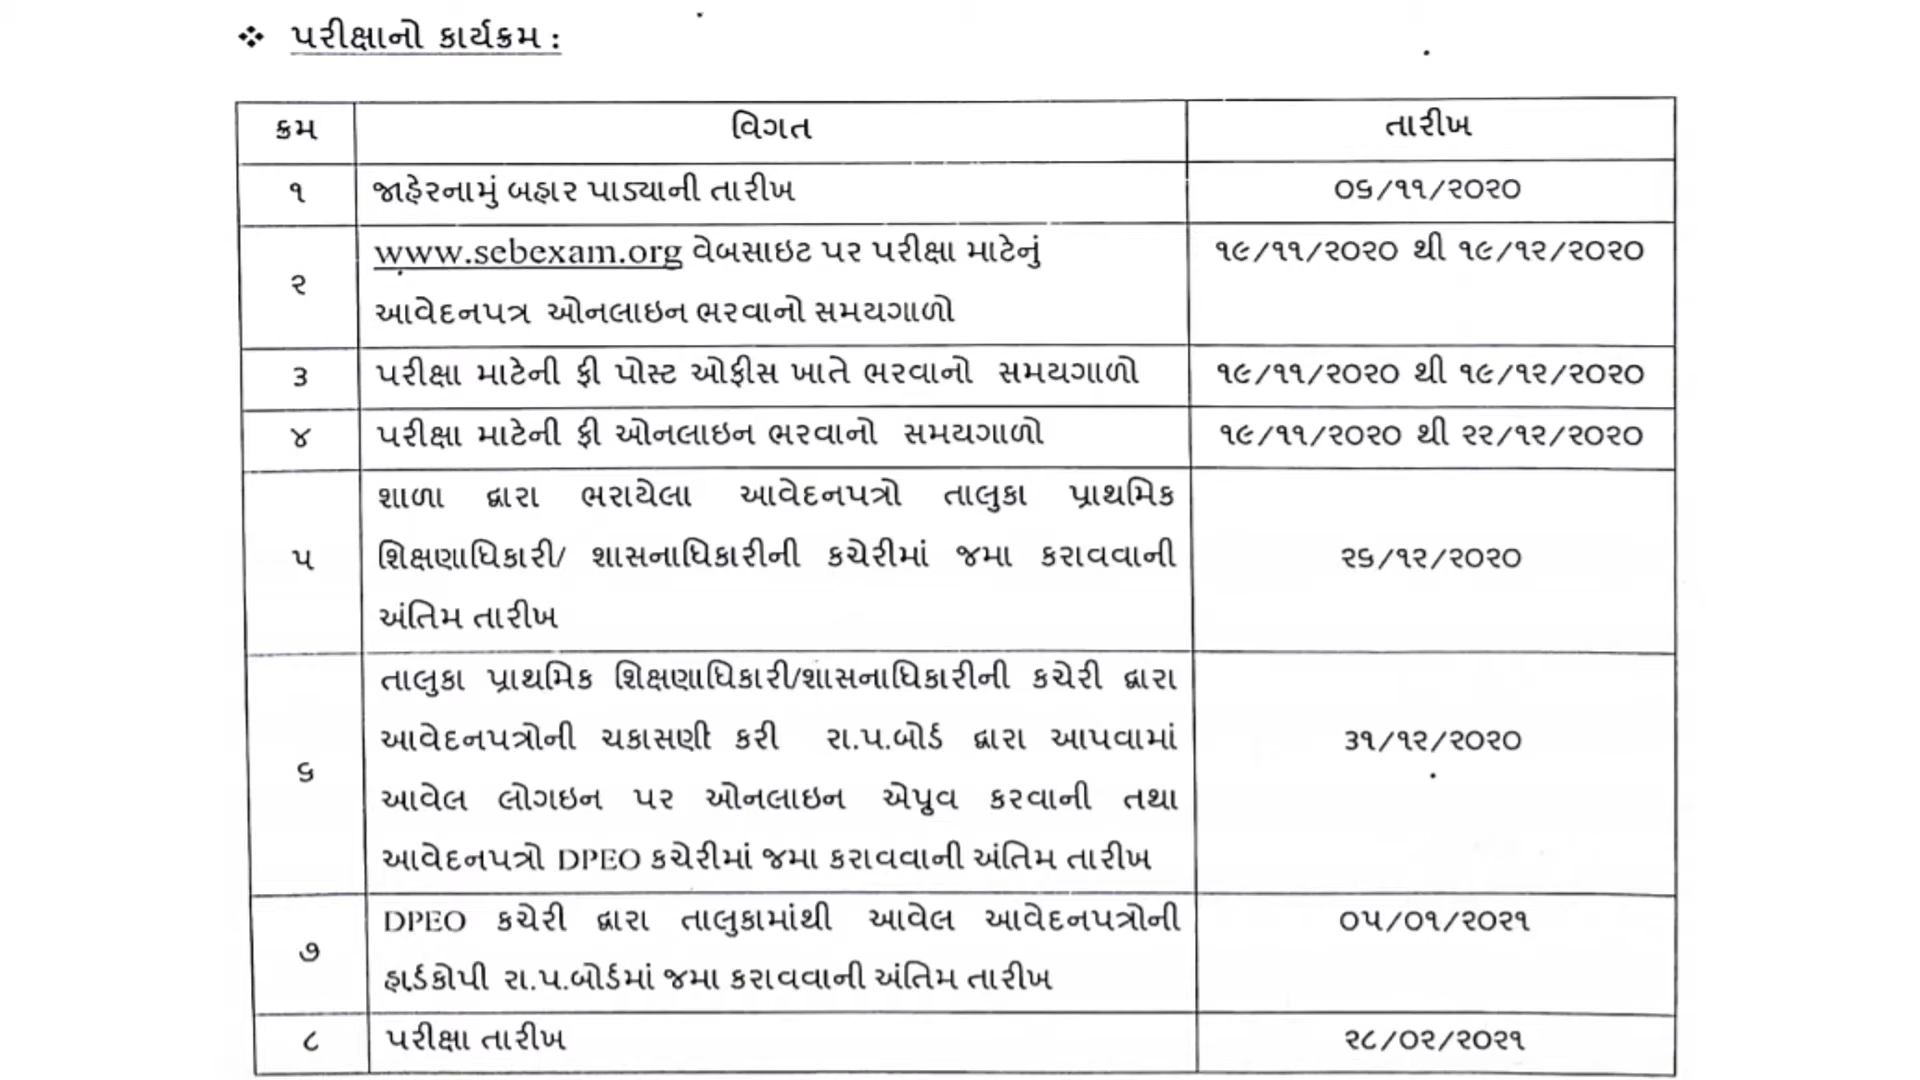 ❖ પરીક્ષાનો કાર્યક્રમ :
ક્રમ વિગત તારીખ
૧ જાહેરનામું બહાર પાડ્યાની તારીખ ૦૬/૧૧/૨૦૨૦
૨ www.sebexam.org વેબસાઇટ પર પરીક્ષા માટેનું ૧૯/૧૧/૨૦૨૦ થી ૧૯/૧૨/૨૦૨૦
આવેદનપત્ર ઓનલાઇન ભરવાનો સમયગાળો
૩ પરીક્ષા માટેની ફી પોસ્ટ ઓફીસ ખાતે ભરવાનો સમયગાળો ૧૯/૧૧/૨૦૨૦ થી ૧૯/૧૨/૨૦૨૦
૪ પરીક્ષા માટેની ફી ઓનલાઇન ભરવાનો સમયગાળો ૧૯/૧૧/૨૦૨૦ થી ૨૨/૧૨/૨૦૨૦
શાળા દ્વારા ભરાયેલા આવેદનપત્રો તાલુકા પ્રાથમિક
૫ શિક્ષણાધિકારી/ શાસનાધિકારીની કચેરીમાં જમા કરાવવાની ૨૬/૧૨/૨૦૨૦
અંતિમ તારીખ
તાલુકા પ્રાથમિક શિક્ષણાધિકારી/શાસનાધિકારીની કચેરી દ્વારા
આવેદનપત્રોની ચકાસણી કરી રા.પ.બોર્ડ દ્વારા આપવામાં ૩૧/૧૨/૨૦૨૦
૬ આવેલ લોગઇન પર ઓનલાઇન એપ્રુવ કરવાની તથા
આવેદનપત્રો DPEO કચેરીમાં જમા કરાવવાની અંતિમ તારીખ
૭ DPEO કચેરી દ્વારા તાલુકામાંથી આવેલ આવેદનપત્રોની ૦૫/૦૧/૨૦૨૧
હાર્ડકોપી રા.પ.બોર્ડમાં જમા કરાવવાની અંતિમ તારીખ
૮ પરીક્ષા તારીખ ૨૮/૦૨/૨૦૨૧